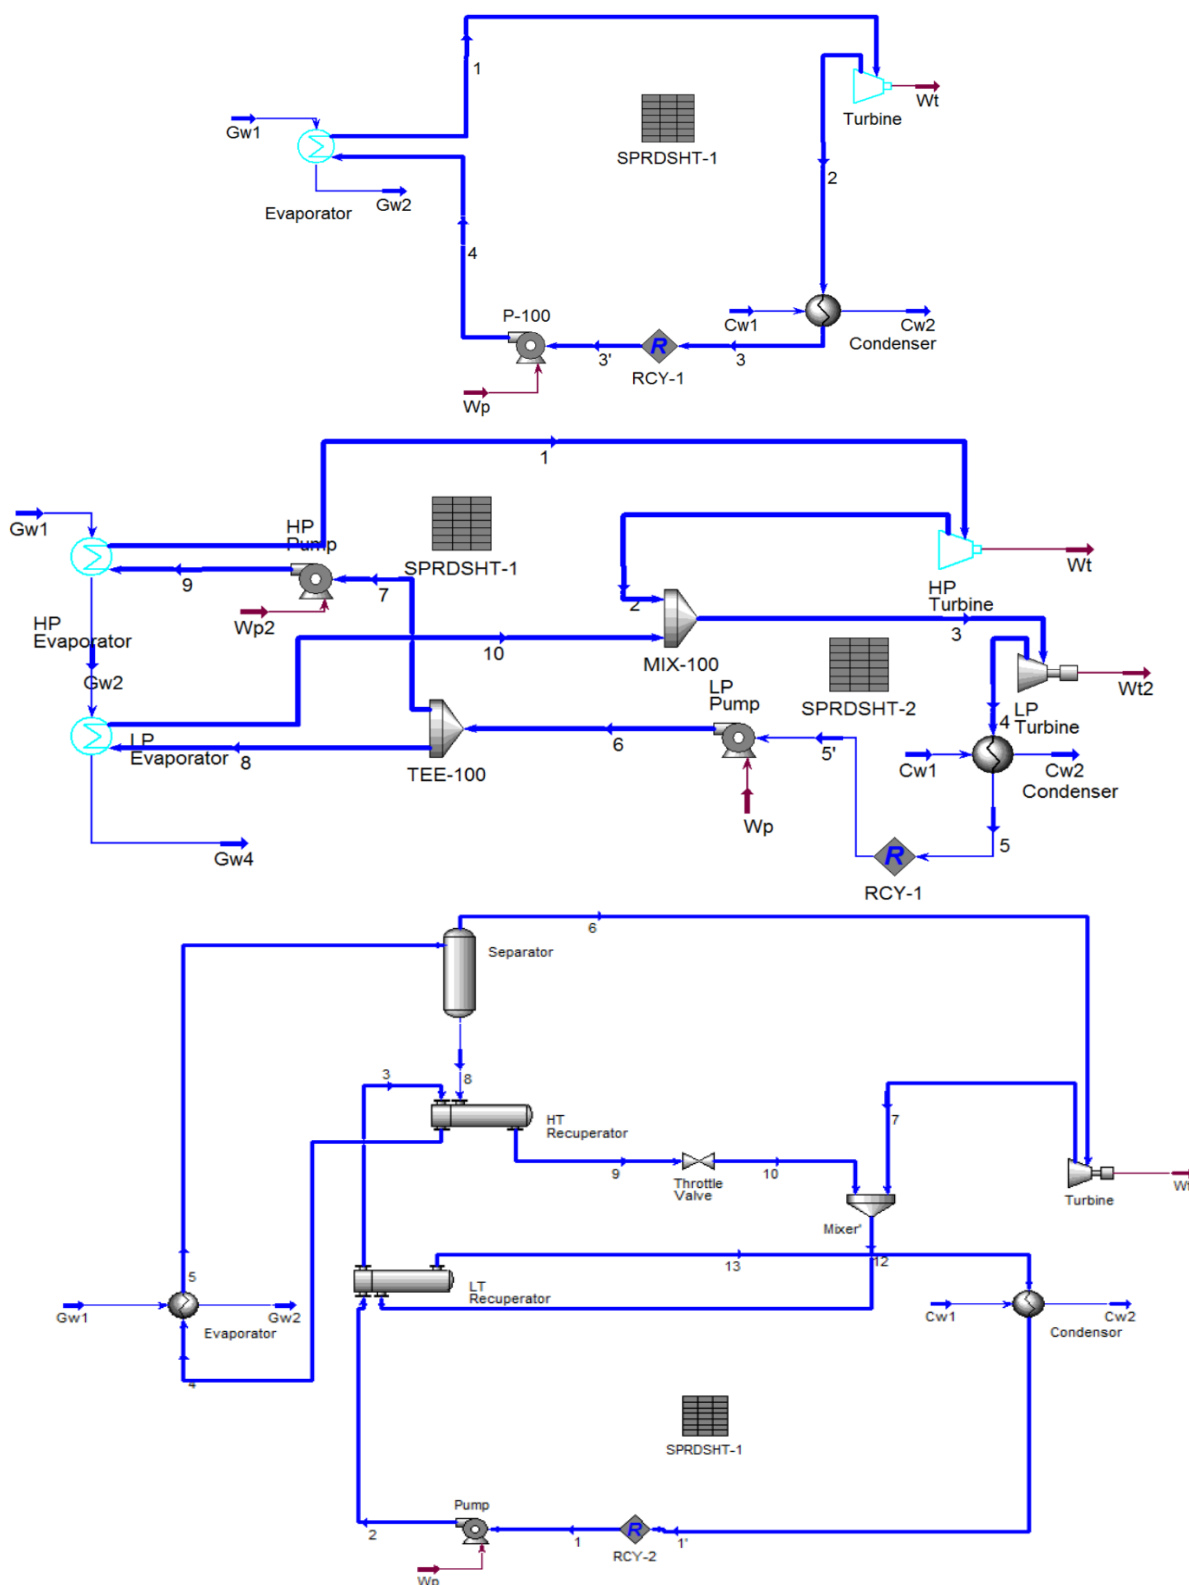 1
Wt
Turbine
Gw1
SPRDSHT-1
2
Gw2
Evaporator
4
P-100
Cw1
Cw2
Condenser
3'
3
RCY-1
Wp
1
Gw1
HP
Pump
SPRDSHT-1
Wt
HP
Turbine
9
7
2
Wp2
HP
Evaporator
10
3
MIX-100
Gw2
LP
Pump
SPRDSHT-2
Wt2
LP
Turbine
4
LP
Evaporator
8
6
5'
TEE-100
Cw1
Cw2
Condenser
Wp
Gw4
5
R
RCY-1
6
Separator
3
8
HT
Recuperator
7
9
Throttle
Valve
10
Turbine
W
Mixer'
13
12
5
LT
Recuperator
Gw1
Gw2
Evaporator
Cw1
Cw2
Condensor
4
SPRDSHT-1
Pump
2
1
R
1'
RCY-2
Wp